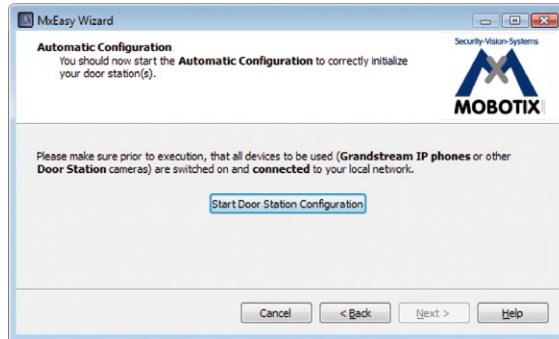 MxEasy Wizard
Automatic Configuration
You should now start the Automatic Configuration to correctly initialize
your door station(s).
Security-Vision-Systems
MOBOTIX
Please make sure prior to execution, that all devices to be used (Grandstream IP phones or other
Door Station cameras) are switched on and connected to your local network.
Start Door Station Configuration
Cancel
< Back
Next >
Help